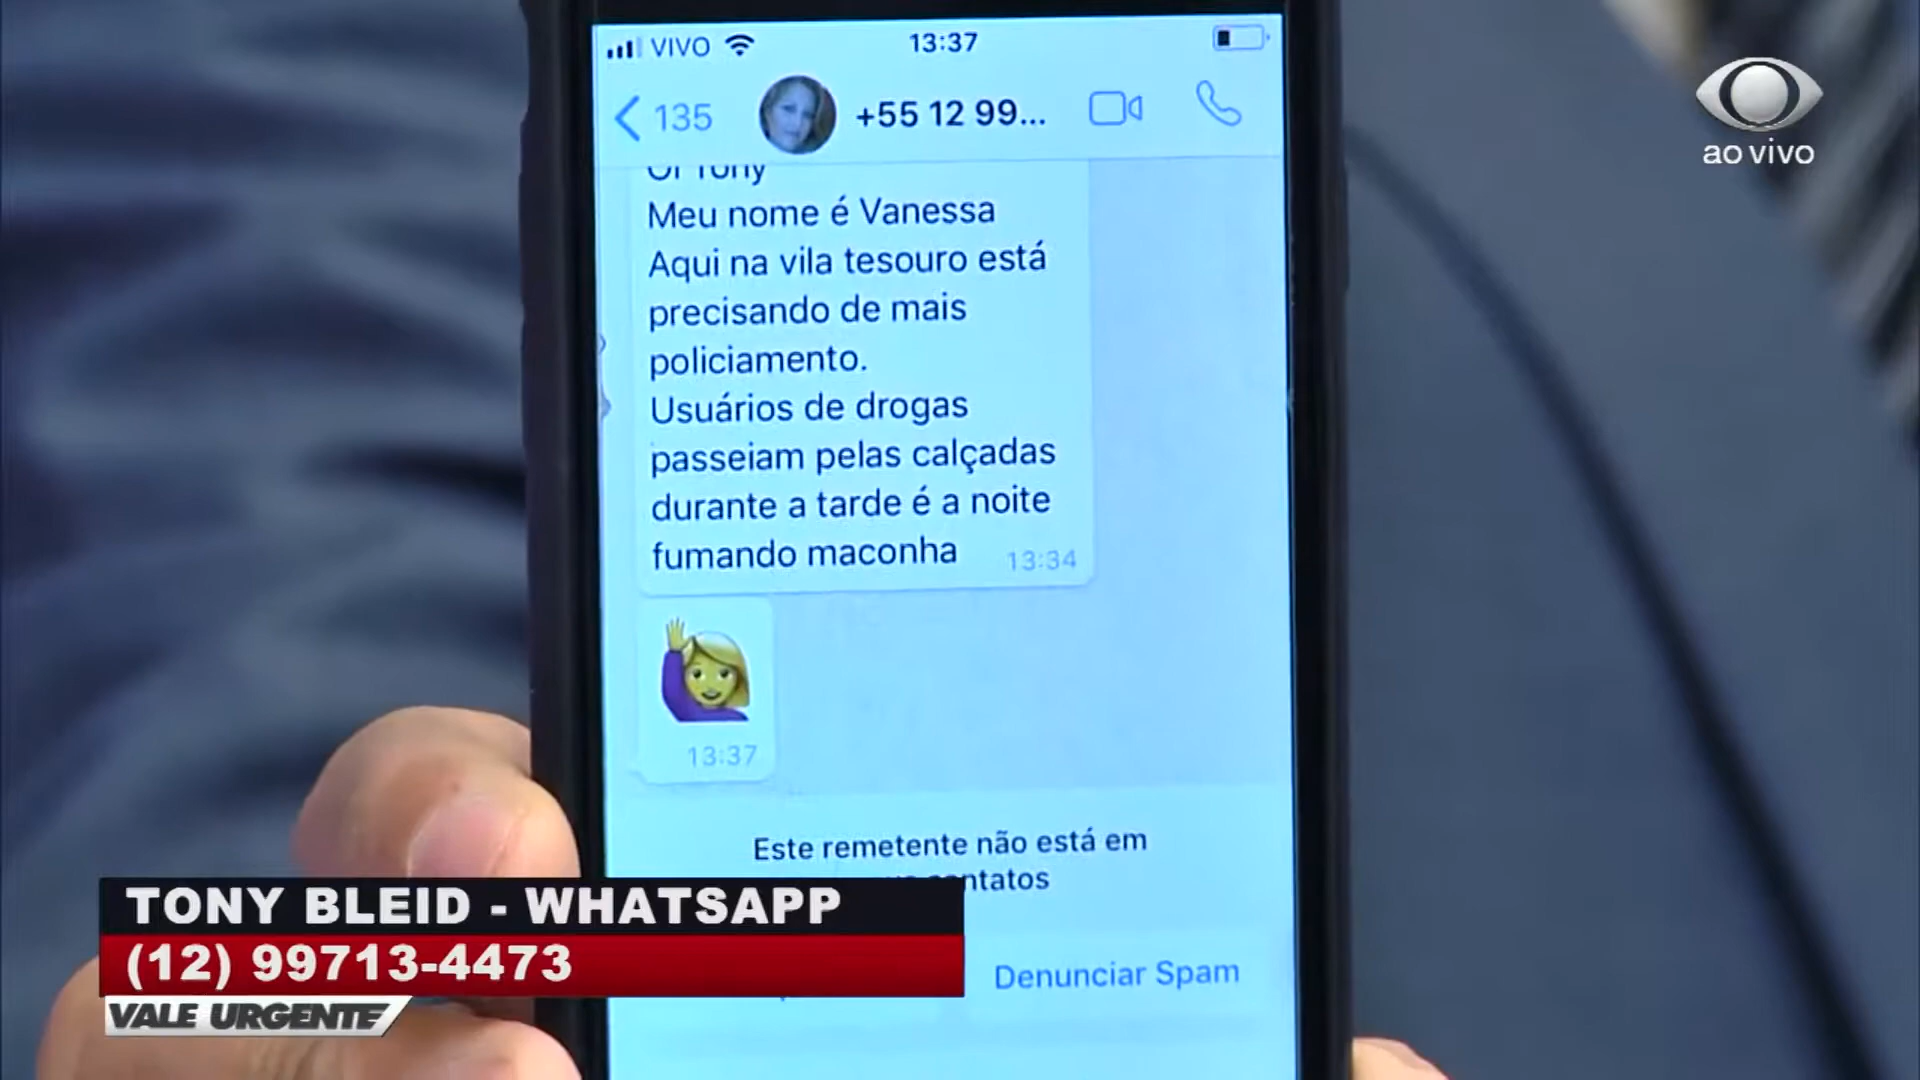 VIVO
13:37
135
+55 12 99...
ao vivo
Oi Tony
Meu nome é Vanessa
Aqui na vila tesouro está
precisando de mais
policiamento.
Usuários de drogas
passeiam pelas calçadas
durante a tarde é a noite
fumando maconha
13:34
13:37
Este remetente não está em
Denunciar Spam
TONY BLEID - WHATSAPP
(12) 99713-4473
VALE URGENTE